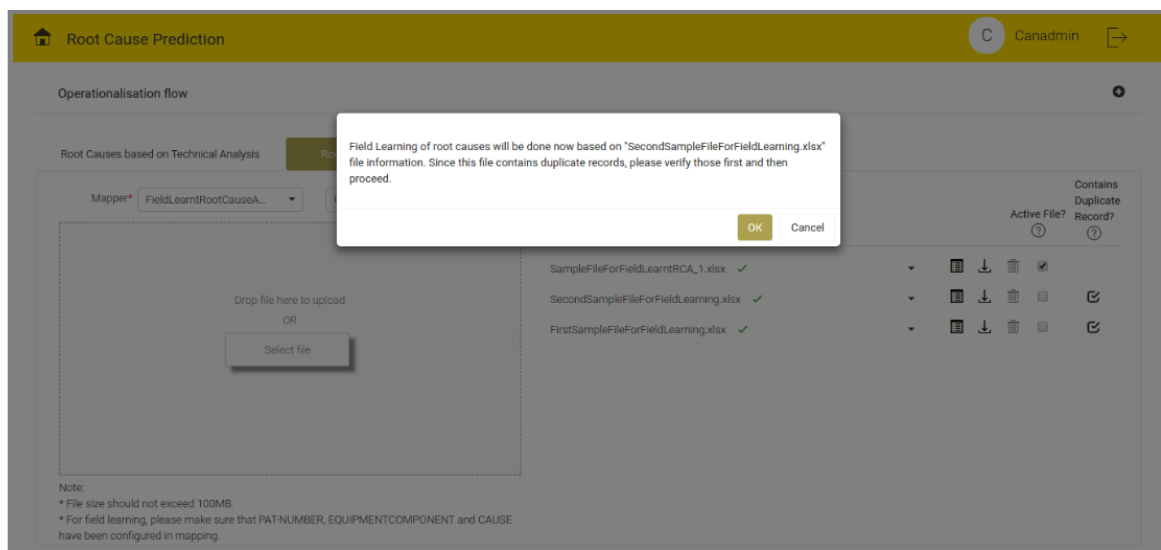 Root Cause Prediction
C
Canadmin
Operationalisation flow
Root Causes based on Technical Analysis
Field Learning of root causes will be done now based on "SecondSampleFileForFieldLearning.xlsx"
file information. Since this file contains duplicate records, please verify those first and then
proceed.
OK
Cancel
Mapper*
FieldLearntRootCauseA...
Active File?
?
Contains
Duplicate
Record?
?
Drop file here to upload
OR
Select file
SampleFileForFieldLearntRCA_1.xlsx
SecondSampleFileForFieldLearning.xlsx
FirstSampleFileForFieldLearning.xlsx
Note:
* File size should not exceed 100MB.
* For field learning, please make sure that PAT-NUMBER, EQUIPMENTCOMPONENT and CAUSE
have been configured in mapping.